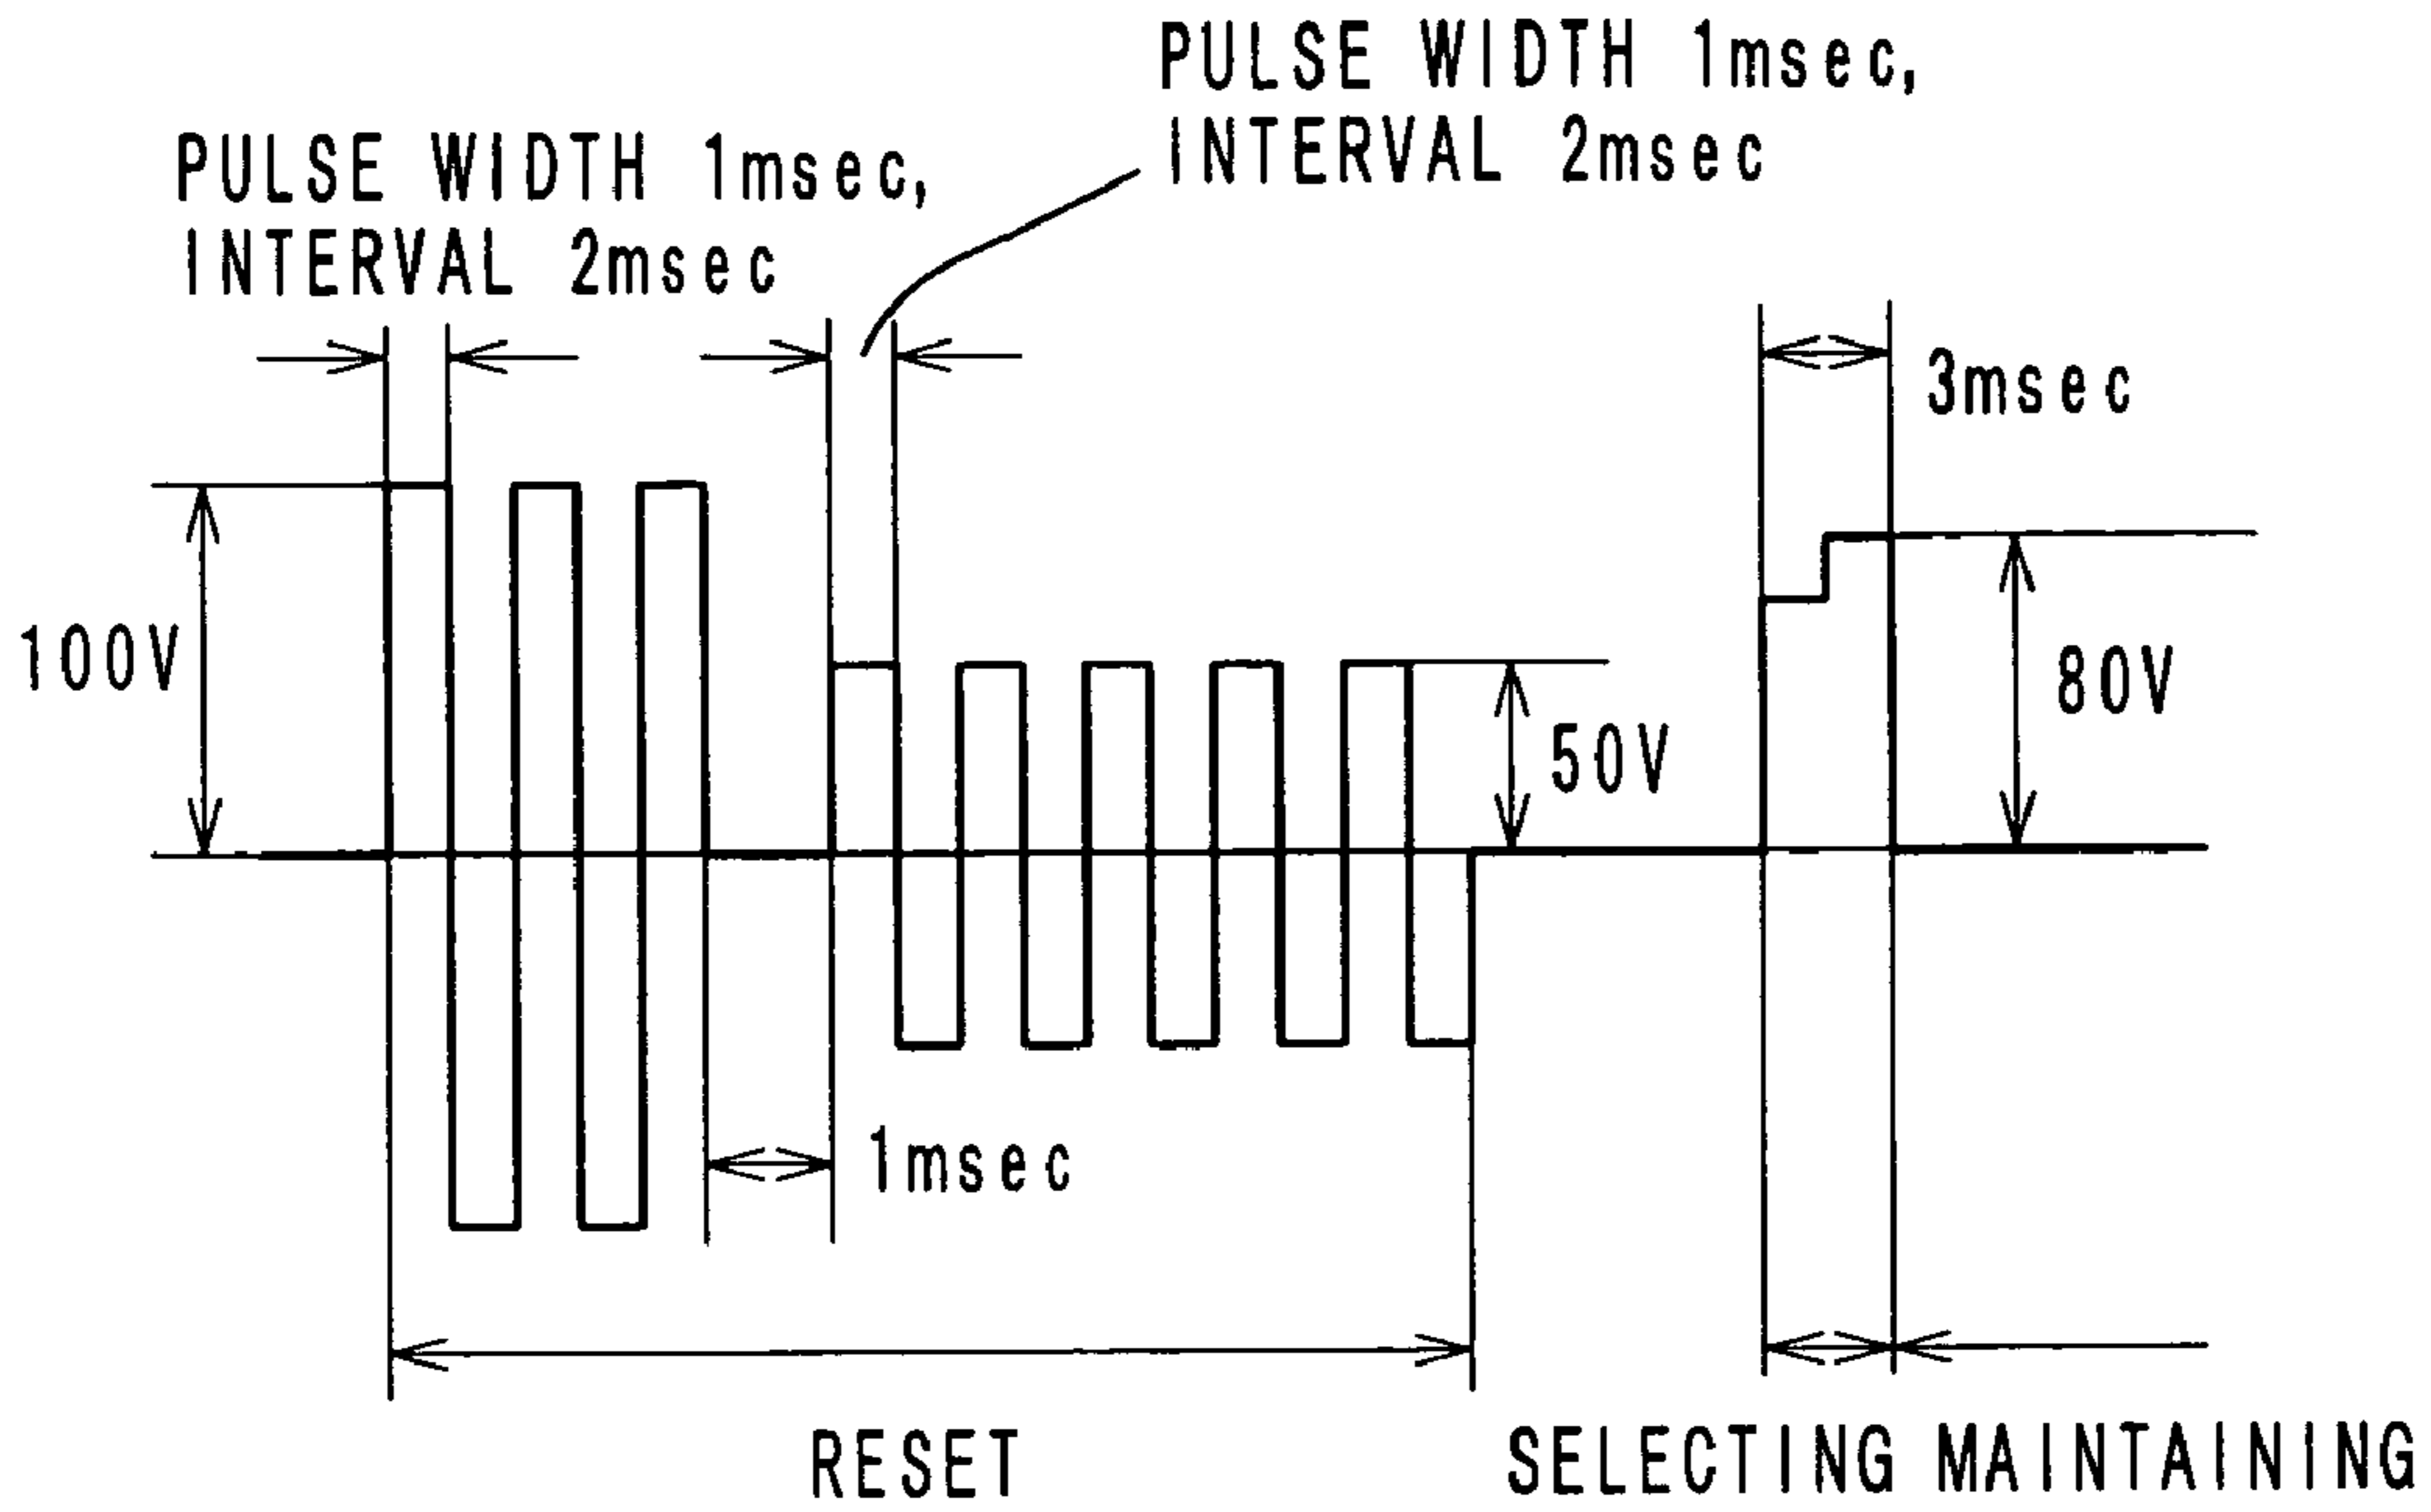 PULSE WIDTH 1msec,
INTERVAL 2msec
PULSE WIDTH 1msec,
INTERVAL 2msec
3msec
100V
50V
80V
1msec
RESET
SELECTING MAINTAINING